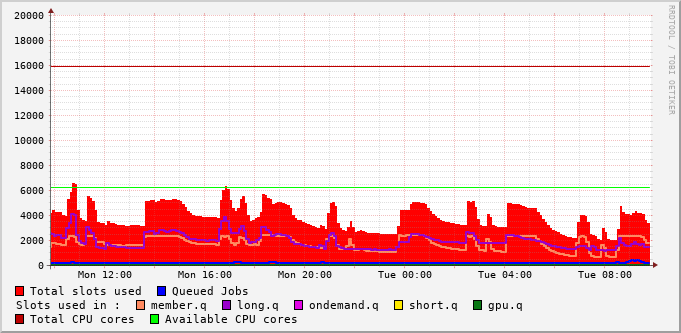 RRDTOOL / TOBI OETIKER
20000
18000
16000
14000
12000
10000
8000
6000
4000
2000
0
Mon 12:00 Mon 16:00 Mon 20:00 Tue 00:00 Tue 04:00 Tue 08:00
Total slots used Queued Jobs
Slots used in : member.q long.q ondemand.q short.q gpu.q
Total CPU cores Available CPU cores